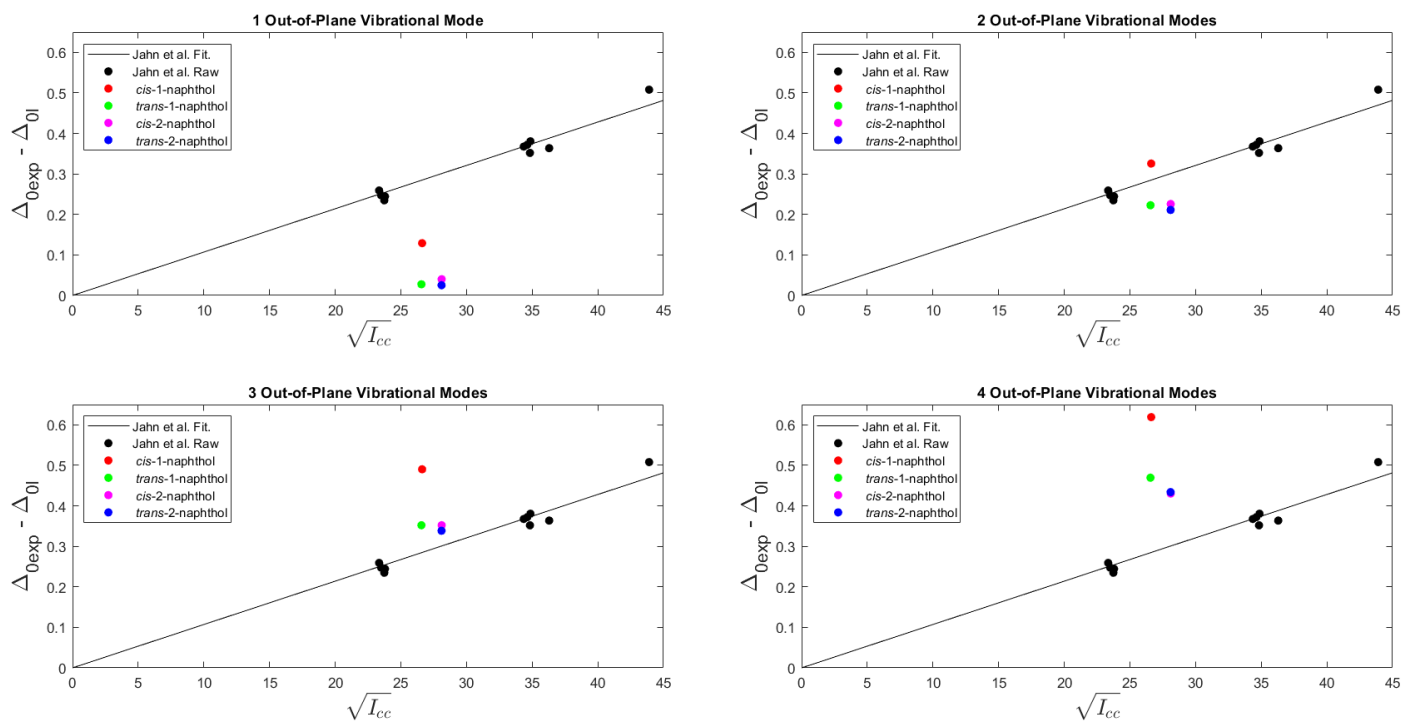 1 Out-of-Plane Vibrational Mode
0.6
0.5
0.4
0.3
0.2
0.1
0
Δ0exp - Δ0I
Jahn et al. Fit.
Jahn et al. Raw
cis-1-naphthol
trans-1-naphthol
cis-2-naphthol
trans-2-naphthol
0 5 10 15 20 25 30 35 40 45
√Icc
2 Out-of-Plane Vibrational Modes
0.6
0.5
0.4
0.3
0.2
0.1
0
Δ0exp - Δ0I
Jahn et al. Fit.
Jahn et al. Raw
cis-1-naphthol
trans-1-naphthol
cis-2-naphthol
trans-2-naphthol
0 5 10 15 20 25 30 35 40 45
√Icc
3 Out-of-Plane Vibrational Modes
0.6
0.5
0.4
0.3
0.2
0.1
0
Δ0exp - Δ0I
Jahn et al. Fit.
Jahn et al. Raw
cis-1-naphthol
trans-1-naphthol
cis-2-naphthol
trans-2-naphthol
0 5 10 15 20 25 30 35 40 45
√Icc
4 Out-of-Plane Vibrational Modes
0.6
0.5
0.4
0.3
0.2
0.1
0
Δ0exp - Δ0I
Jahn et al. Fit.
Jahn et al. Raw
cis-1-naphthol
trans-1-naphthol
cis-2-naphthol
trans-2-naphthol
0 5 10 15 20 25 30 35 40 45
√Icc